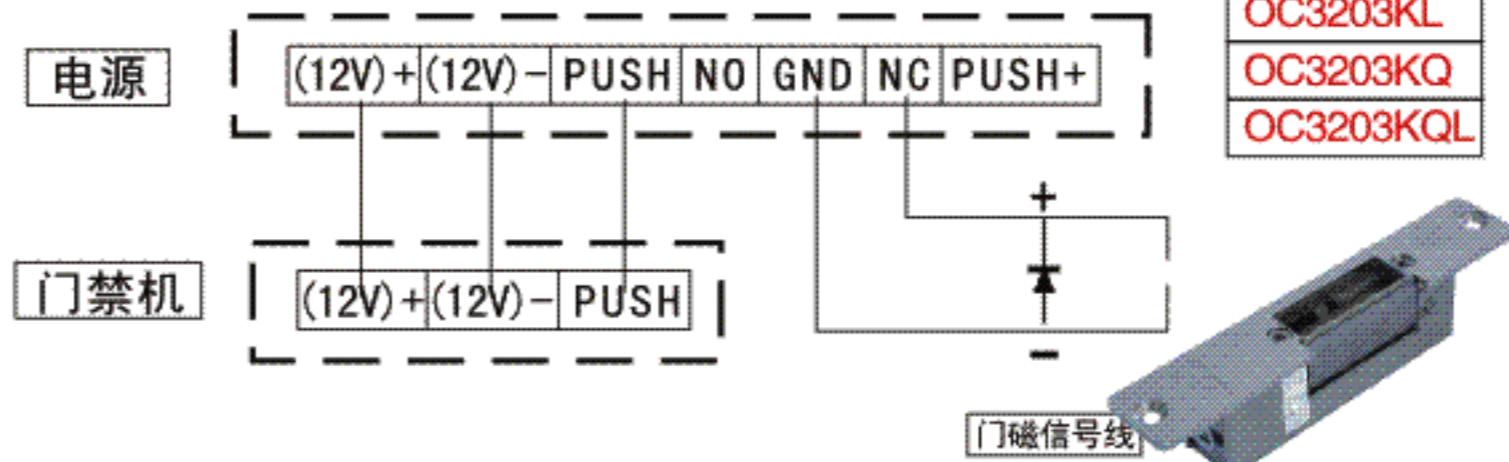 OC3203KL
电源
(12V)+ (12V)- PUSH NO GND NC PUSH+
OC3203KQ
OC3203KQL
+
门禁机
(12V)+ (12V)- PUSH
-
门磁信号线